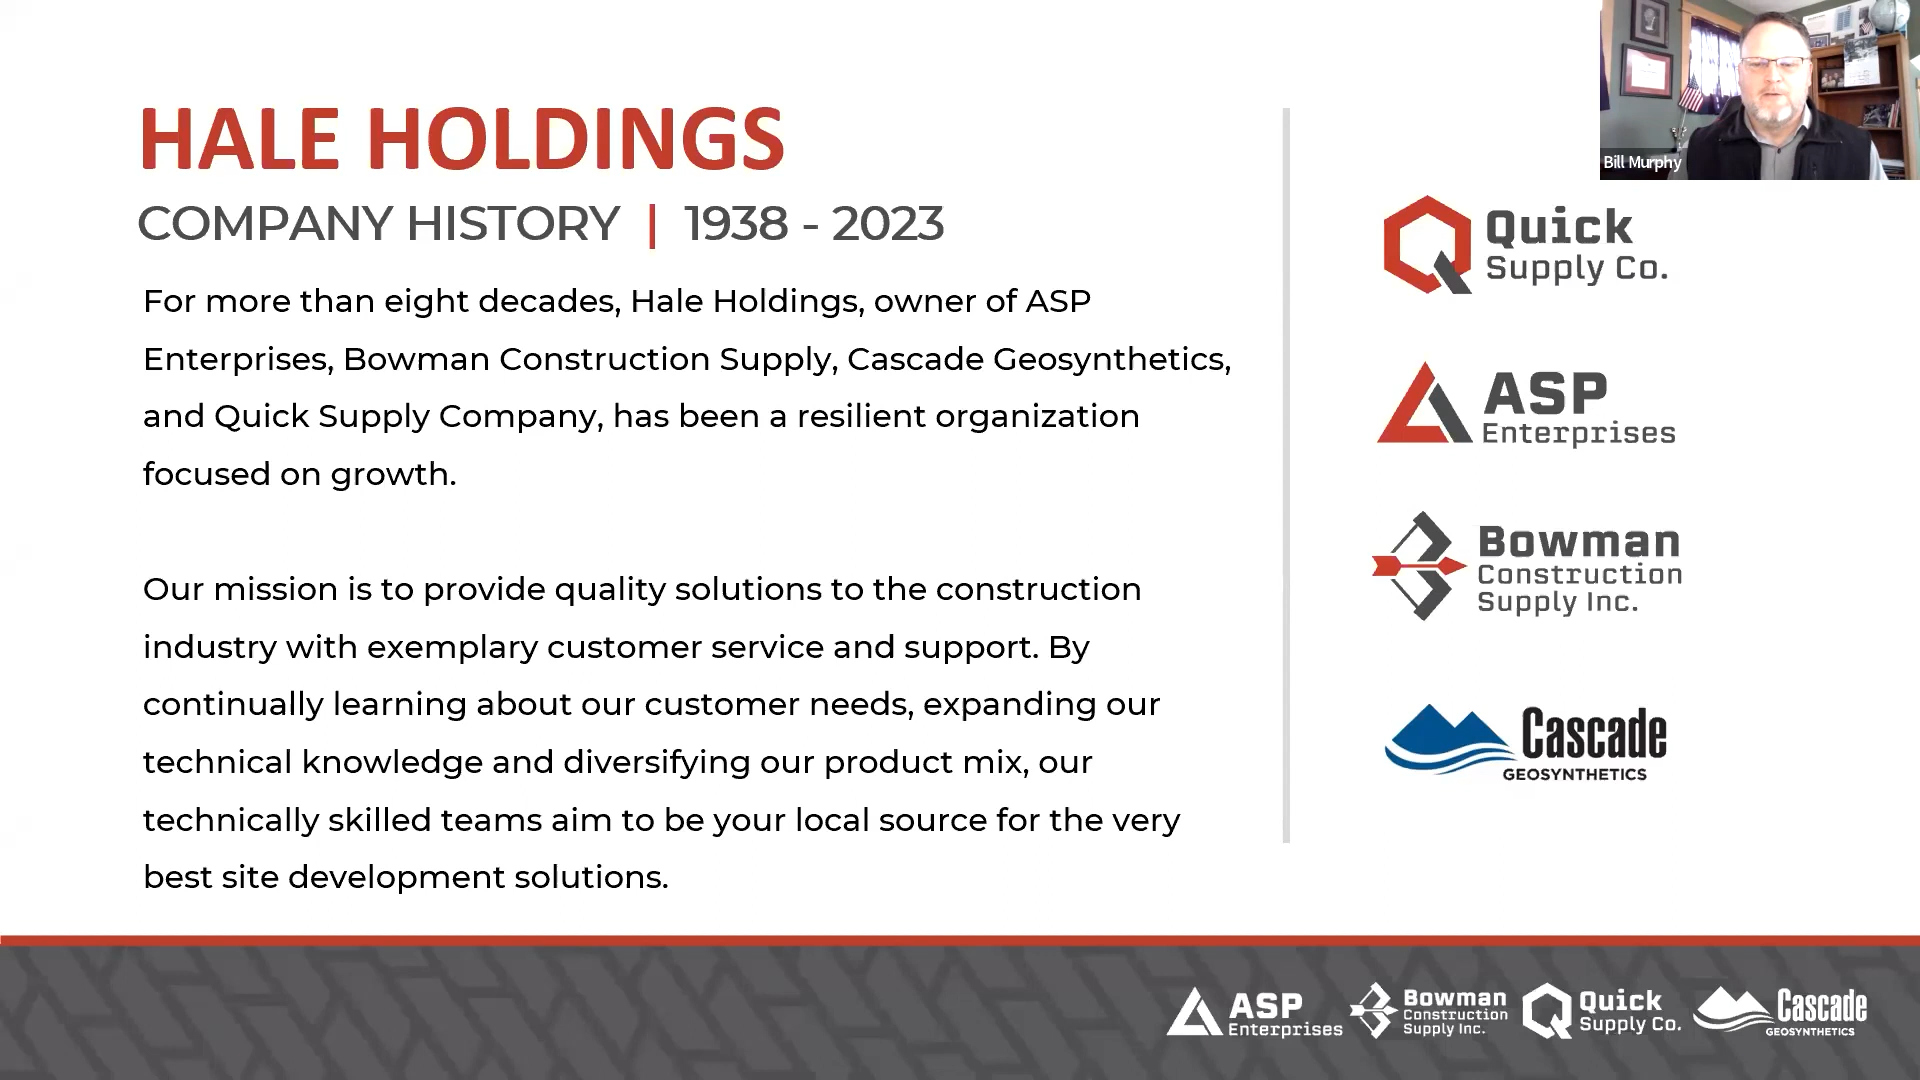 HALE HOLDINGS
COMPANY HISTORY | 1938 - 2023
For more than eight decades, Hale Holdings, owner of ASP
Enterprises, Bowman Construction Supply, Cascade Geosynthetics,
and Quick Supply Company, has been a resilient organization
focused on growth.
Our mission is to provide quality solutions to the construction
industry with exemplary customer service and support. By
continually learning about our customer needs, expanding our
technical knowledge and diversifying our product mix, our
technically skilled teams aim to be your local source for the very
best site development solutions.
Bill Murphy
Quick
Supply Co.
ASP
Enterprises
Bowman
Construction
Supply Inc.
Cascade
GEOSYNTHETICS
ASP
Enterprises
Bowman
Construction
Supply Inc.
Quick
Supply Co.
Cascade
GEOSYNTHETICS